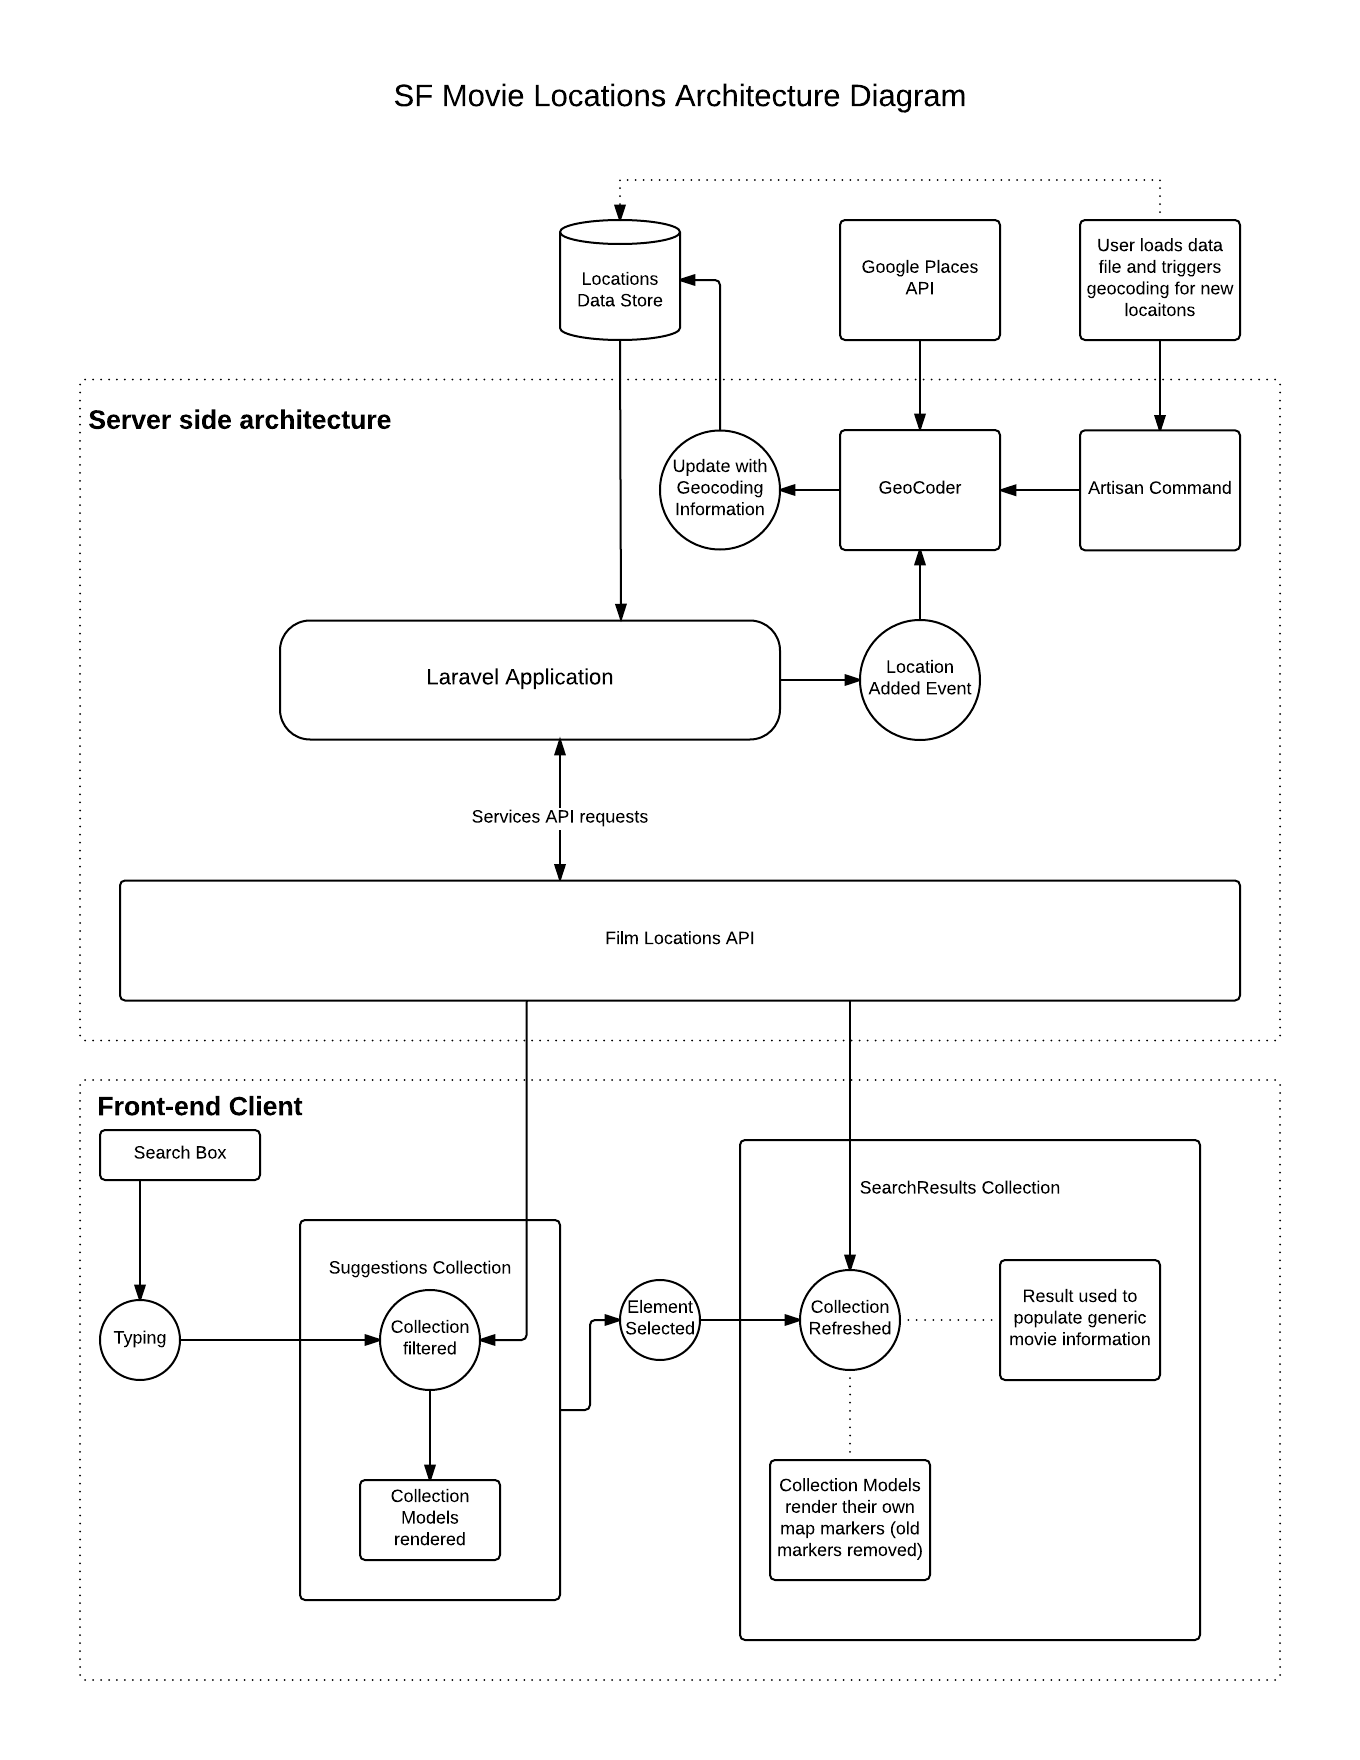 SF Movie Locations Architecture Diagram
Locations
Data Store
Google Places
API
User loads data
file and triggers
geocoding for new
locaitons
Server side architecture
Update with
Geocoding
Information
GeoCoder
Artisan Command
Laravel Application
Location
Added Event
Services API requests
Film Locations API
Front-end Client
Search Box
Typing
Suggestions Collection
Collection
filtered
Collection
Models
rendered
Element
Selected
SearchResults Collection
Collection
Refreshed
Result used to
populate generic
movie information
Collection Models
render their own
map markers (old
markers removed)